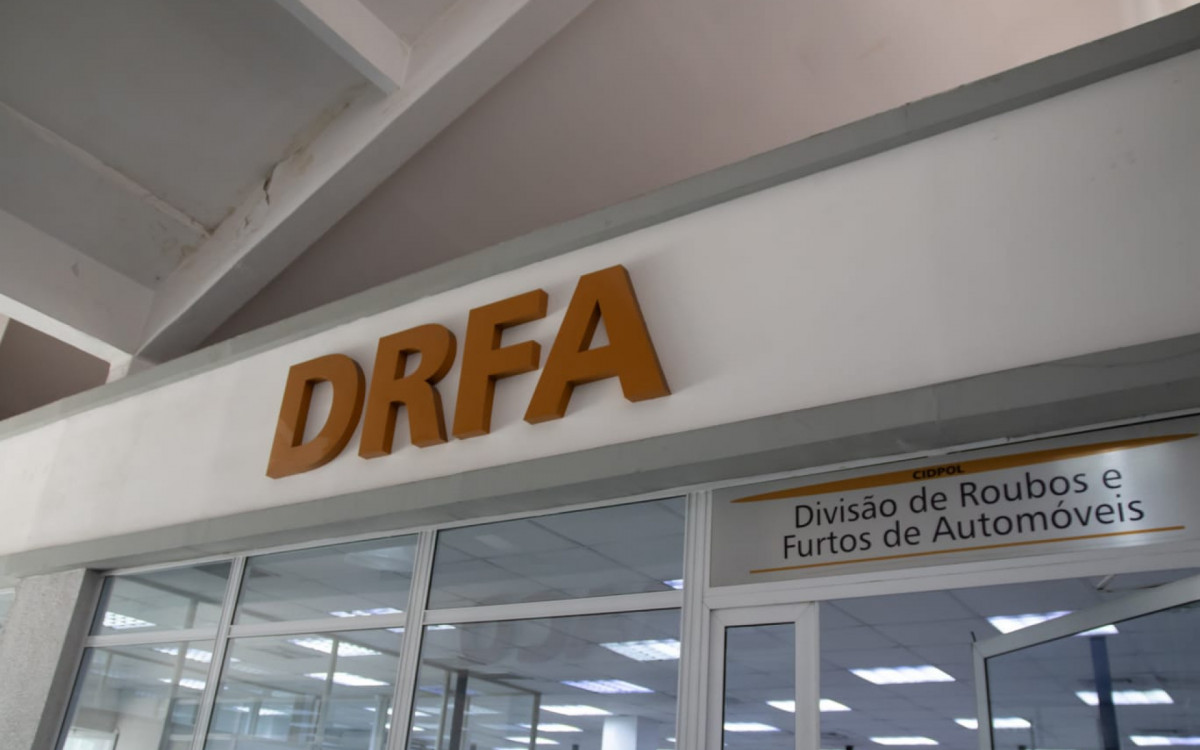 DRFA
CIDPOL
Divisão de Roubos e
Furtos de Automóveis